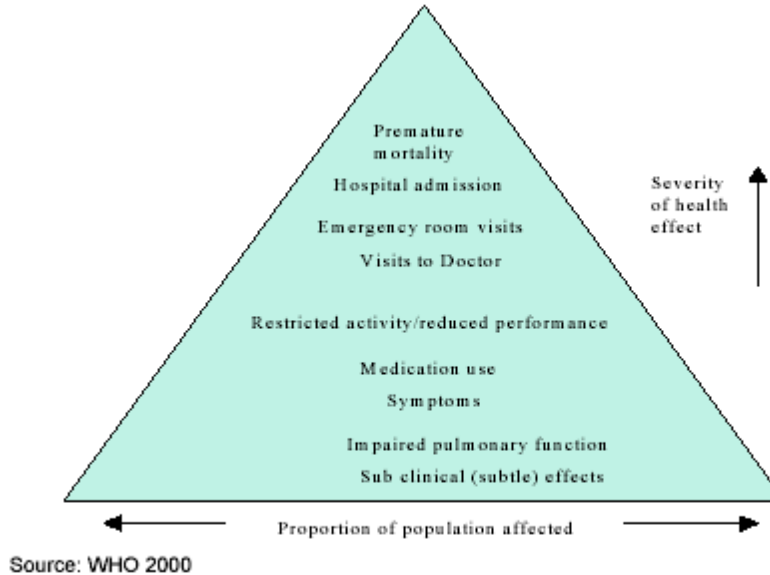 Premature
mortality
Hospital admission
Emergency room visits
Visits to Doctor
Restricted activity/reduced performance
Medication use
Symptoms
Impaired pulmonary function
Sub clinical (subtle) effects
Severity
of health
effect
Proportion of population affected
Source: WHO 2000